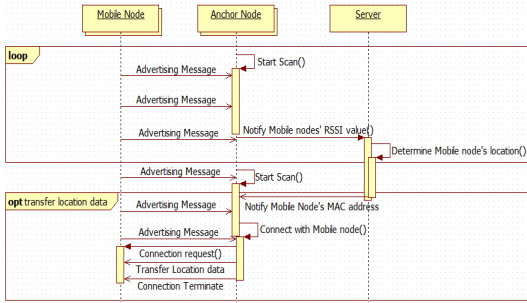 Mobile Node
Anchor Node
Server
loop
Start Scan()
Advertising Message
Advertising Message
Advertising Message
Notify Mobile nodes' RSSI value()
Determine Mobile node's location()
Advertising Message
Start Scan()
opt transfer location data
Advertising Message
Notify Mobile Node's MAC address
Connect with Mobile node()
Advertising Message
Connection request()
Transfer Location data
Connection Terminate